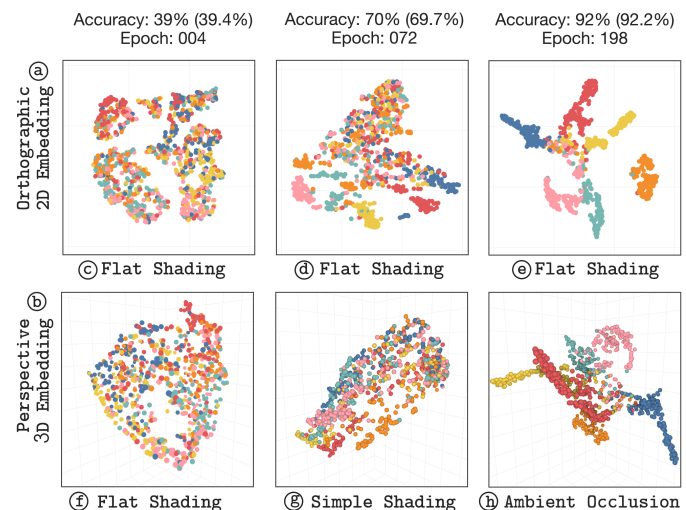 Accuracy: 39% (39.4%)
Epoch: 004
Accuracy: 70% (69.7%)
Epoch: 072
Accuracy: 92% (92.2%)
Epoch: 198
ⓐ
Orthographic
2D Embedding
ⓒ Flat Shading
ⓓ Flat Shading
ⓔ Flat Shading
ⓑ
Perspective
3D Embedding
ⓕ Flat Shading
ⓖ Simple Shading
ⓗ Ambient Occlusion